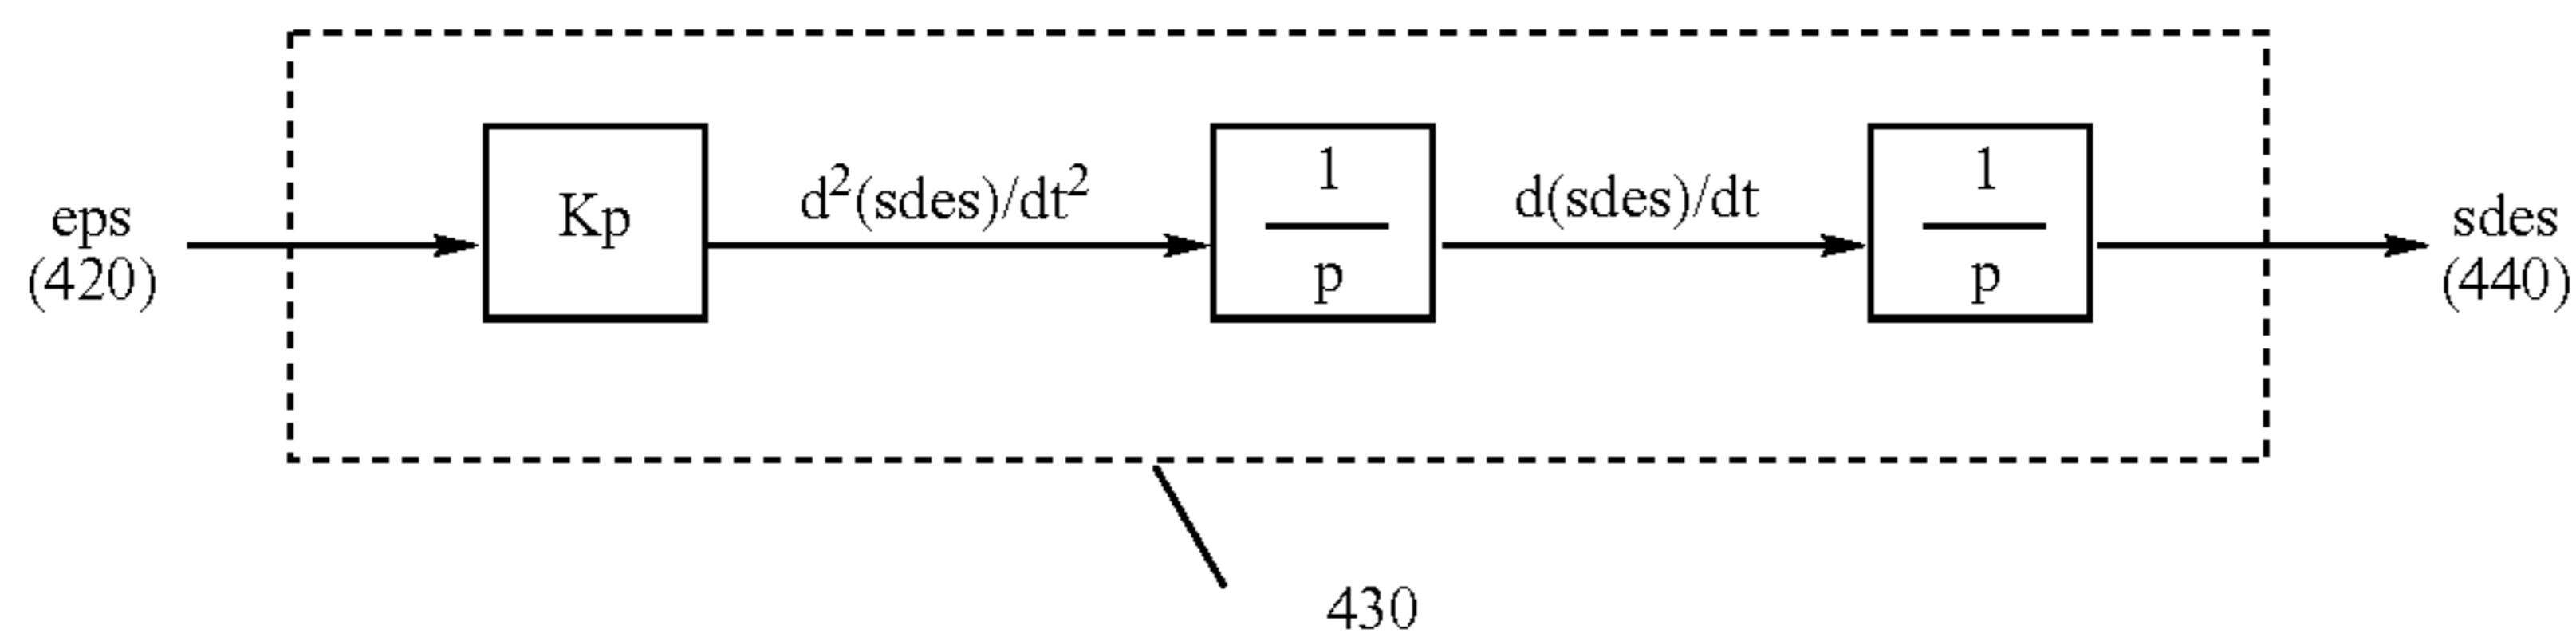 eps
(420)
Kp
d²(sdes)/dt²
1
p
d(sdes)/dt
1
p
sdes
(440)
430